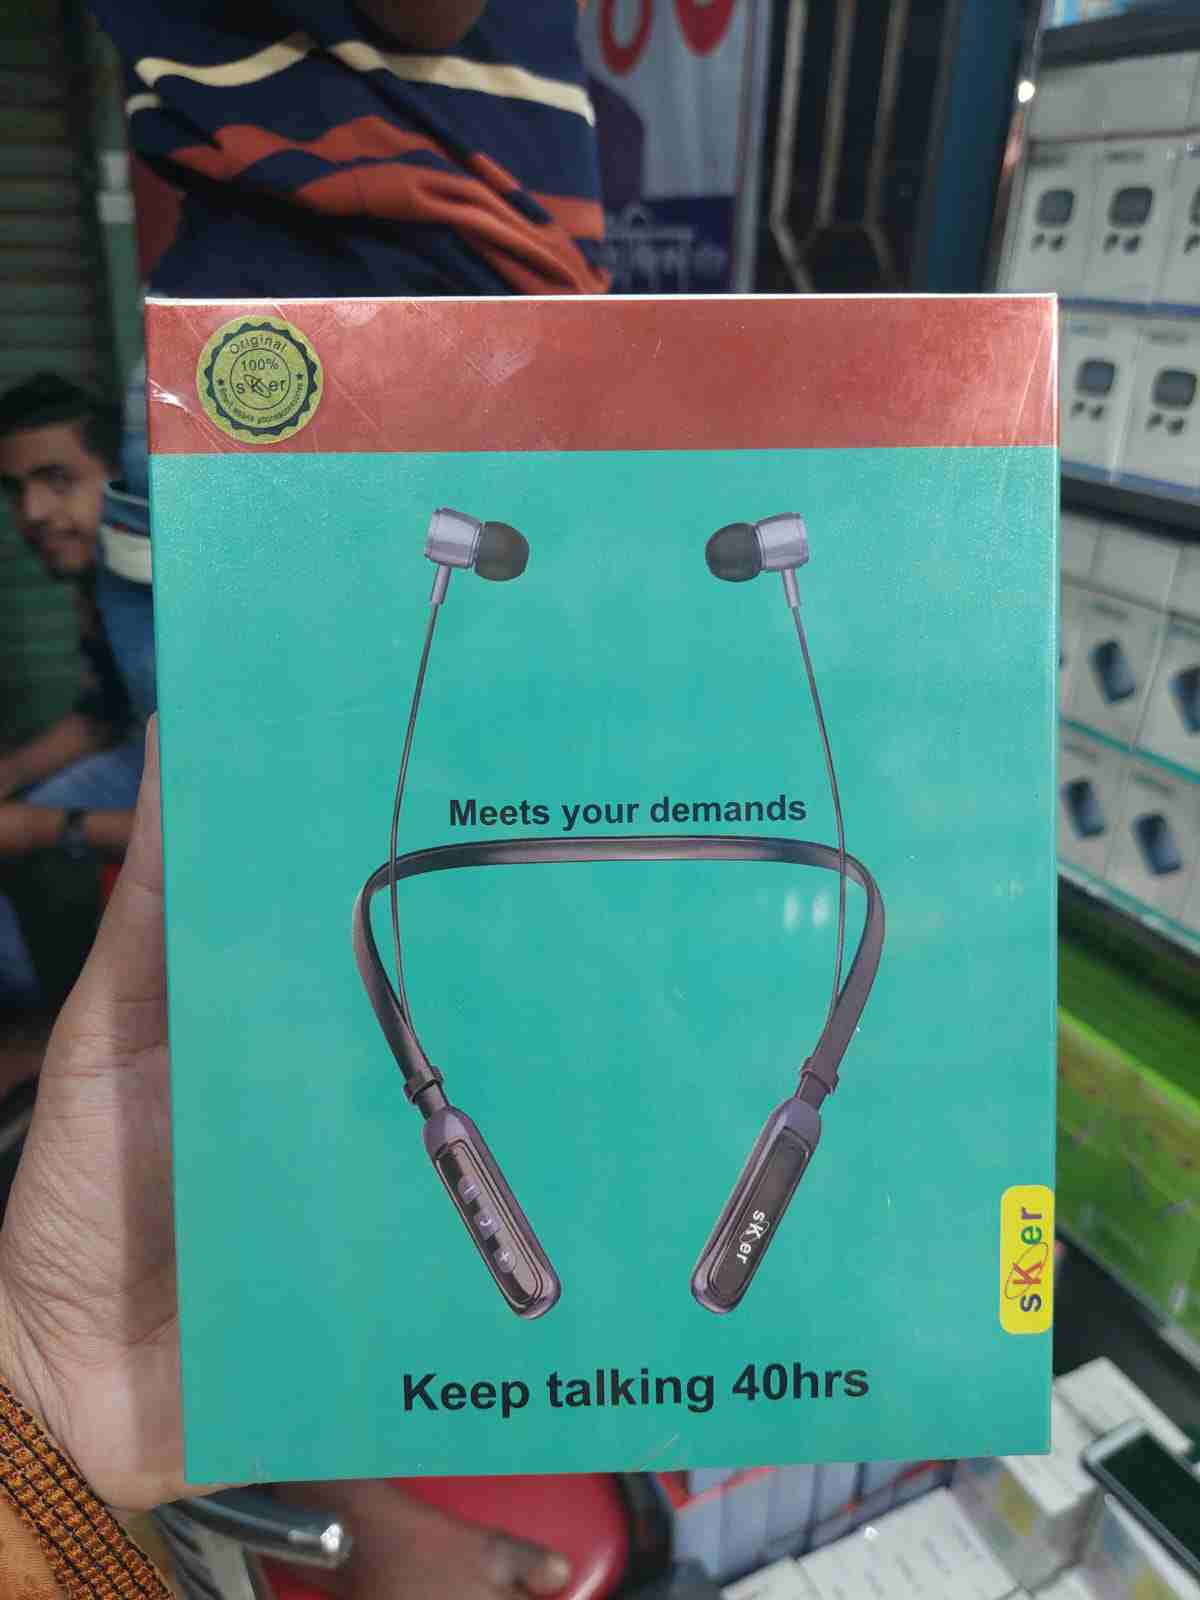 Original
100%
sKer
Meets your demands
sKer
sKer
Keep talking 40hrs